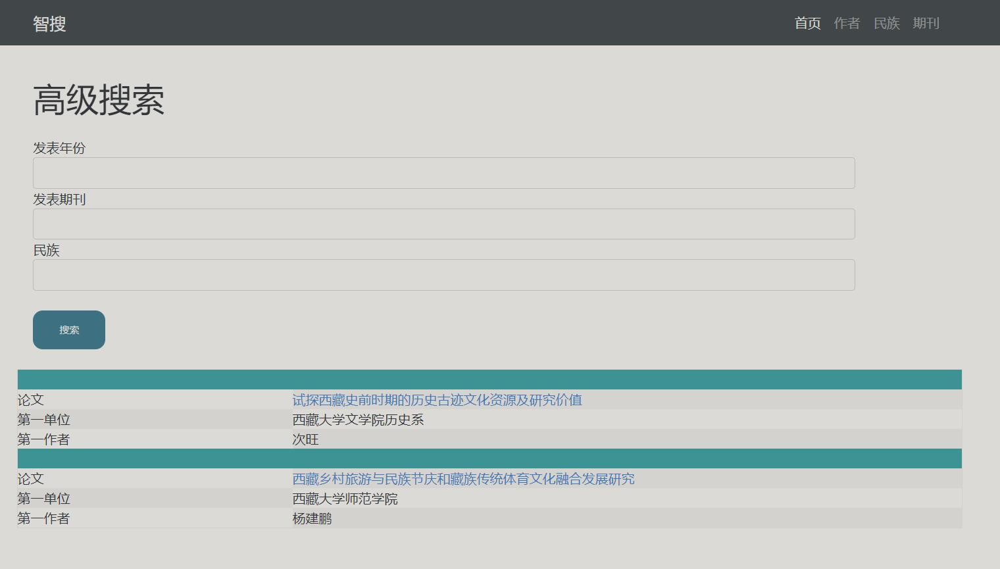 智搜
首页 作者 民族 期刊
高级搜索
发表年份
发表期刊
民族
搜索
论文 试探西藏史前时期的历史古迹文化资源及研究价值
第一单位 西藏大学文学院历史系
第一作者 次旺
论文 西藏乡村旅游与民族节庆和藏族传统体育文化融合发展研究
第一单位 西藏大学师范学院
第一作者 杨建鹏